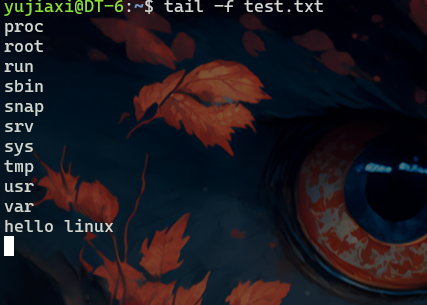 yujiaxi@DT-6:~$ tail -f test.txt
proc
root
run
sbin
snap
srv
sys
tmp
usr
var
hello linux